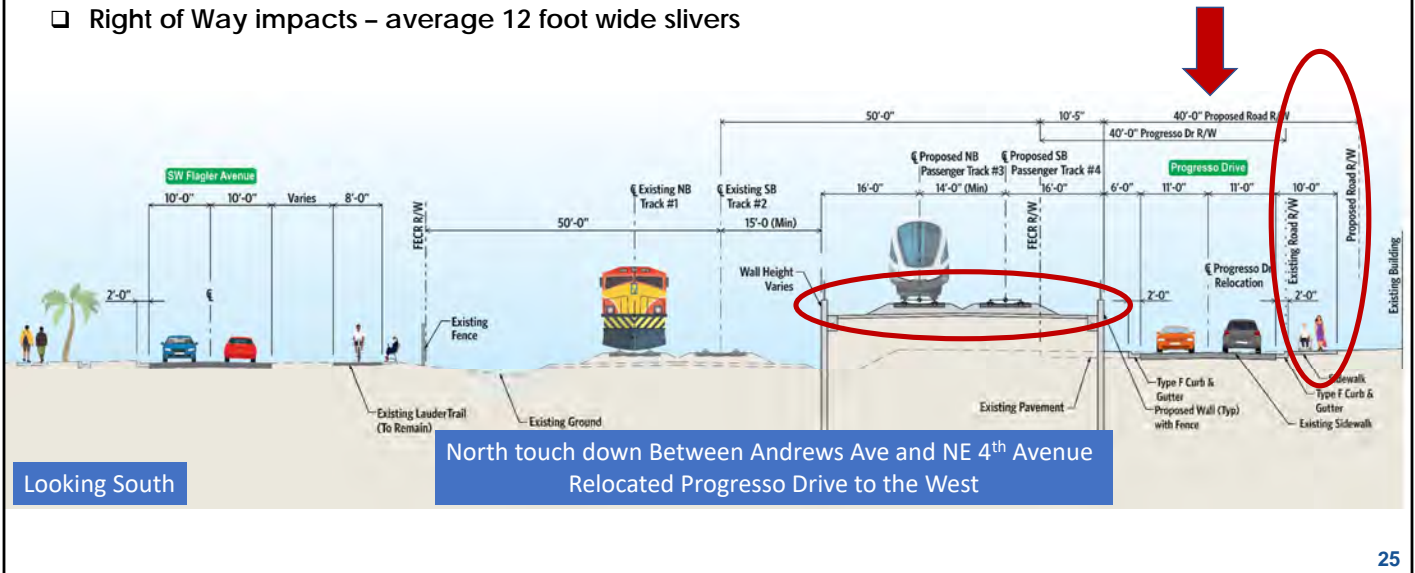 ❑ Right of Way impacts – average 12 foot wide slivers
50'-0"
10'-5"
40'-0" Proposed Road R/W
40'-0" Progresso Dr R/W
SW Flagler Avenue
10'-0"
10'-0"
Varies
8'-0"
FECR R/W
℄ Existing NB
Track #1
℄ Existing SB
Track #2
50'-0"
15'-0 (Min)
℄ Proposed NB
Passenger Track #3
℄ Proposed SB
Passenger Track #4
16'-0"
14'-0" (Min)
16'-0"
FECR R/W
Progresso Drive
6'-0"
11'-0"
11'-0"
10'-0"
Existing Road R/W
Proposed Road R/W
Existing Building
2'-0"
℄
Existing
Fence
Wall Height
Varies
℄ Progresso Dr
Relocation
2'-0"
2'-0"
Existing LauderTrail
(To Remain)
Existing Ground
Existing Pavement
Type F Curb &
Gutter
Proposed Wall (Typ)
with Fence
Sidewalk
Type F Curb &
Gutter
Existing Sidewalk
North touch down Between Andrews Ave and NE 4th Avenue
Relocated Progresso Drive to the West
Looking South
25